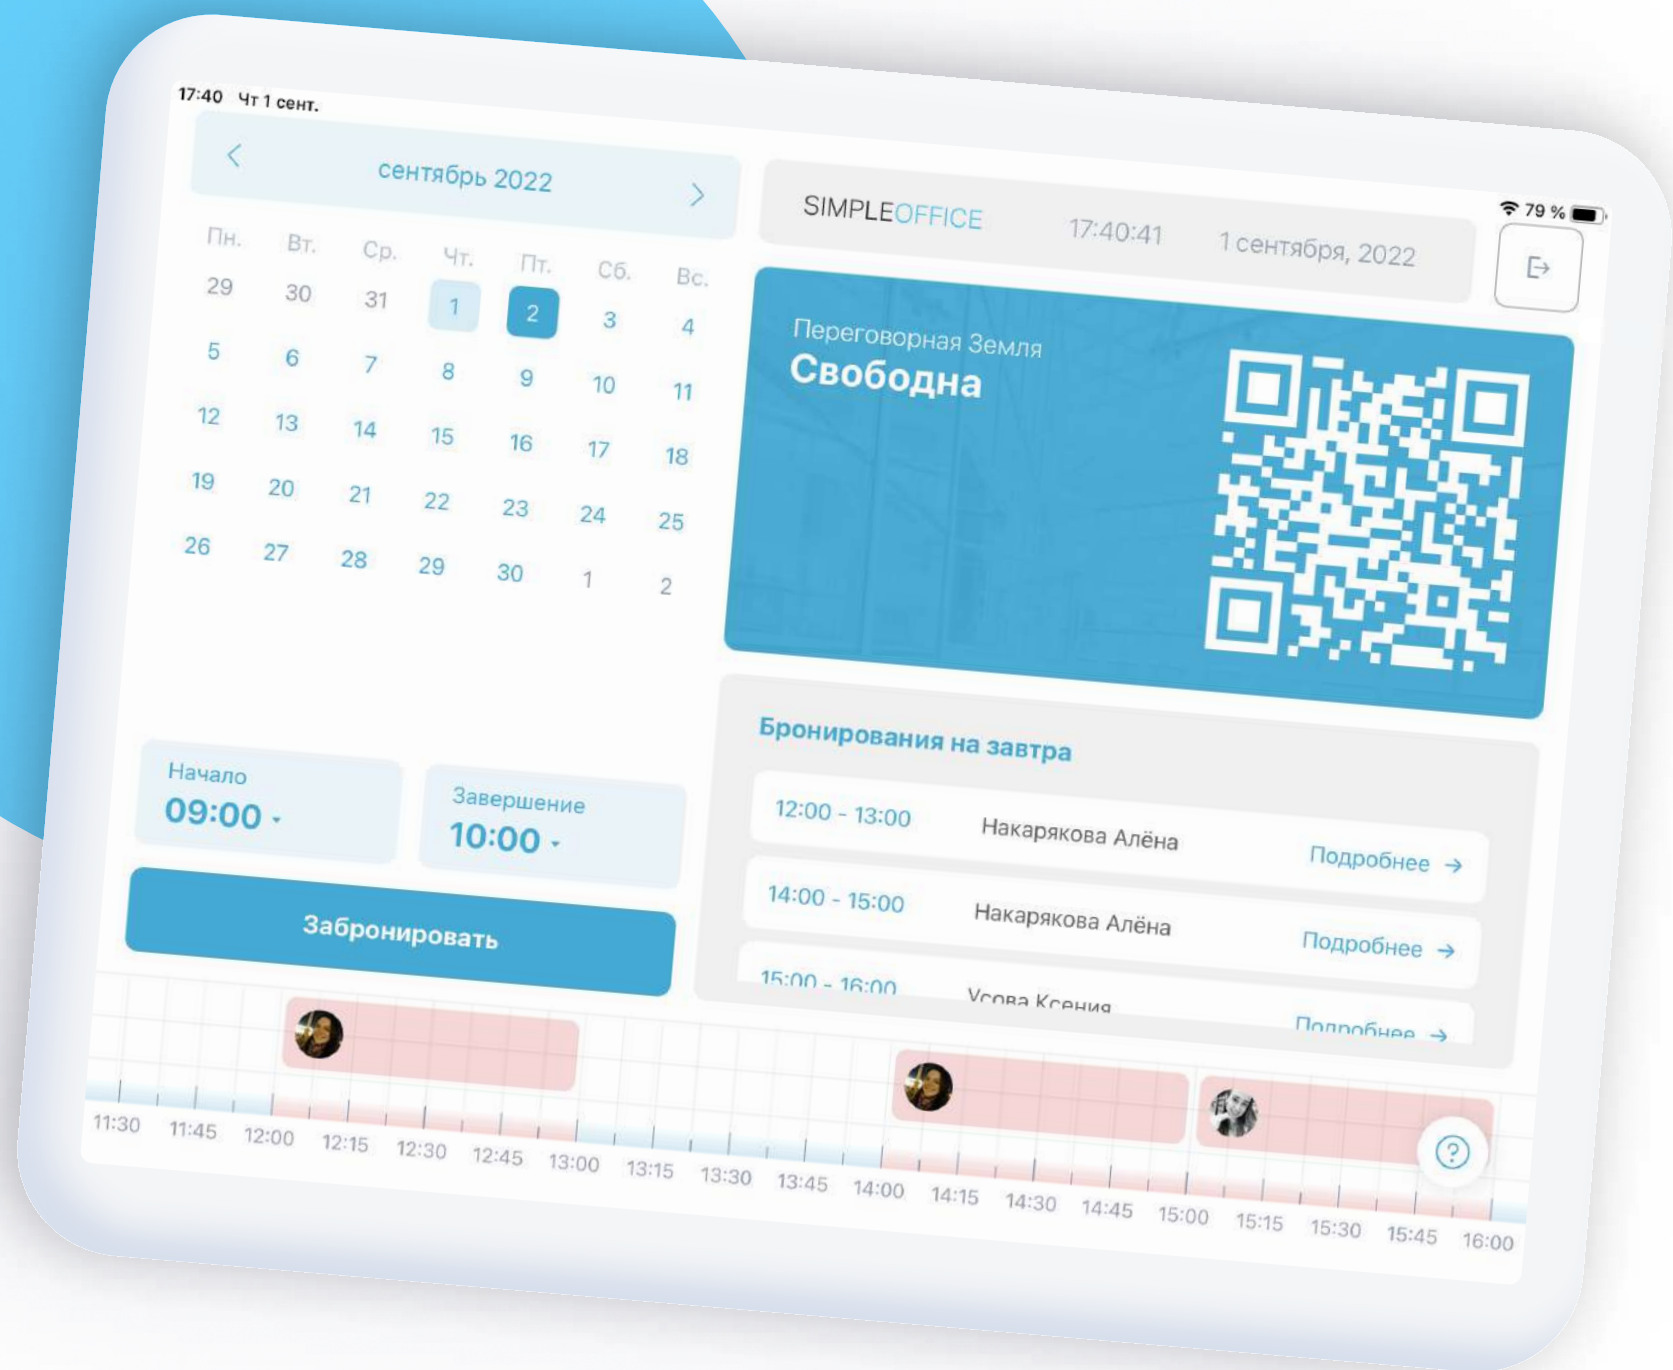 17:40 Чт 1 сент.
79 %
сентябрь 2022
Пн. Вт. Ср. Чт. Пт. Сб. Вс.
29 30 31 1 2 3 4
5 6 7 8 9 10 11
12 13 14 15 16 17 18
19 20 21 22 23 24 25
26 27 28 29 30 1 2
Начало
09:00
Завершение
10:00
Забронировать
SIMPLEOFFICE 17:40:41 1 сентября, 2022
Переговорная Земля
Свободна
Бронирования на завтра
12:00 - 13:00 Накарякова Алёна Подробнее →
14:00 - 15:00 Накарякова Алёна Подробнее →
15:00 - 16:00 Усова Ксения Подробнее →
11:30 11:45 12:00 12:15 12:30 12:45 13:00 13:15 13:30 13:45 14:00 14:15 14:30 14:45 15:00 15:15 15:30 15:45 16:00
?